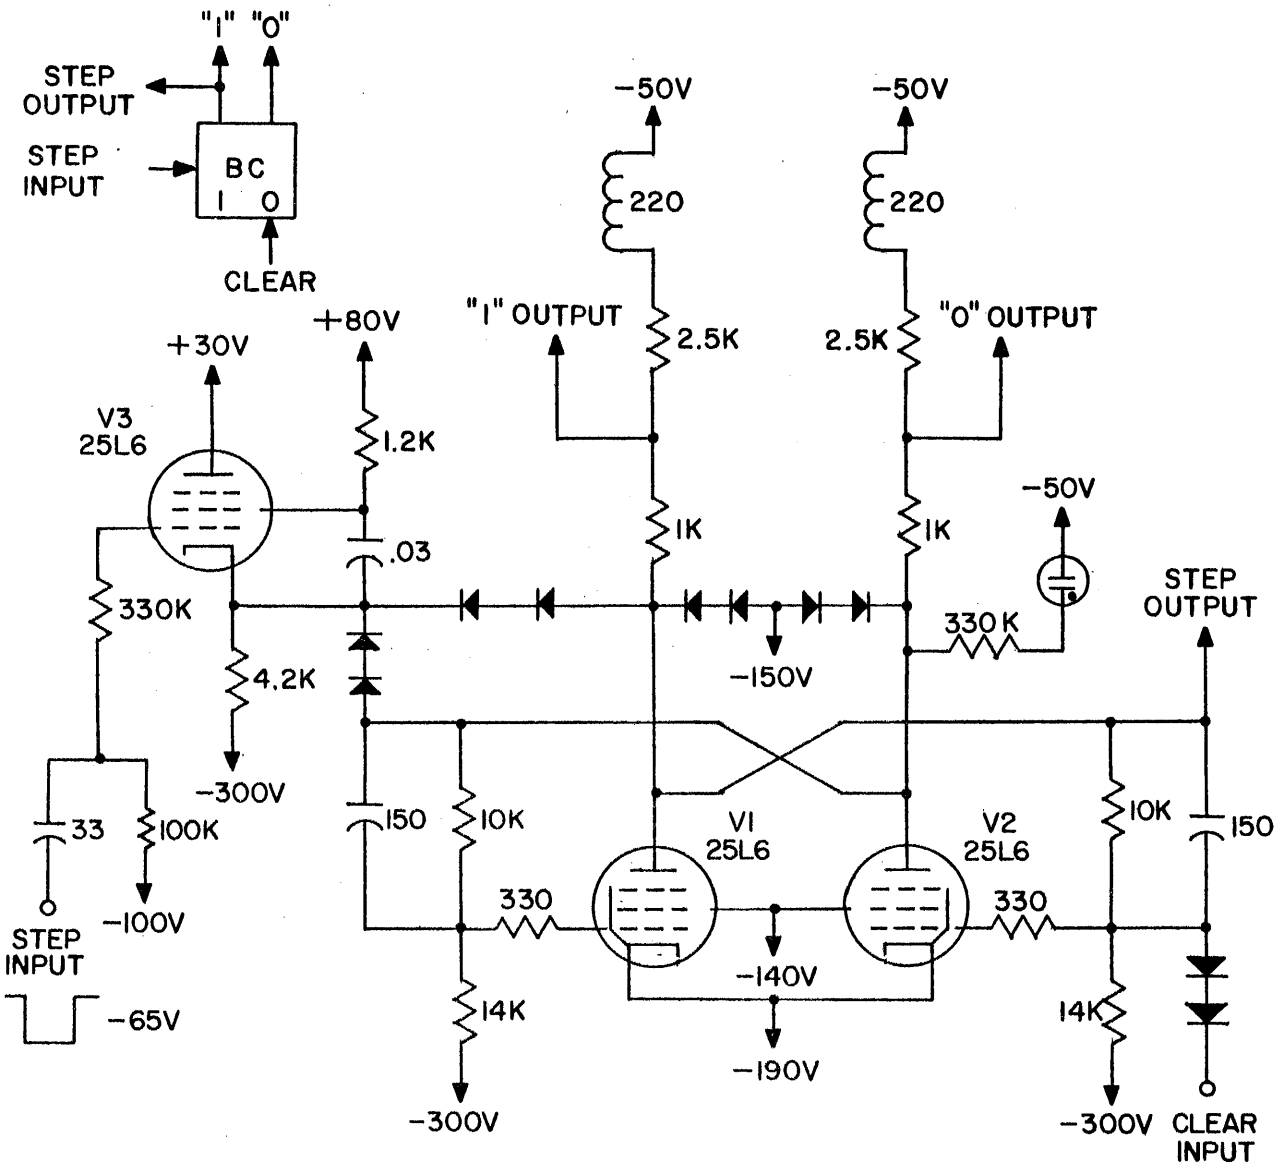 "1" "0"
STEP
OUTPUT
STEP
INPUT
BC
1 0
CLEAR
-50V
-50V
220
220
"1" OUTPUT
2.5K
2.5K
"0" OUTPUT
+80V
+30V
V3
25L6
1.2K
.03
1K
1K
-50V
330K
4.2K
-300V
-150V
330K
STEP
OUTPUT
33
100K
-100V
STEP
INPUT
-65V
150
10K
V1
25L6
V2
25L6
10K
150
330
330
-140V
14K
14K
-190V
-300V
-300V
CLEAR
INPUT